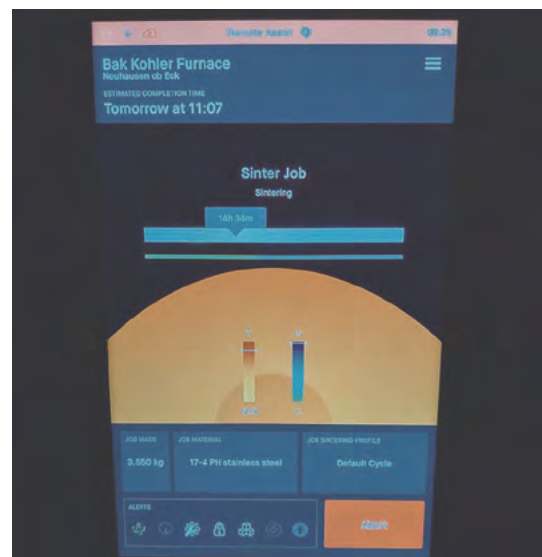 Bak Kohler Furnace
Neuhausen ob Eck
ESTIMATED COMPLETION TIME
Tomorrow at 11:07
Sinter Job
Sintering
14h 34m
JOB MASS
3.650 kg
JOB MATERIAL
17-4 PH stainless steel
JOB SINTERING PROFILE
Default Cycle
ALERTS